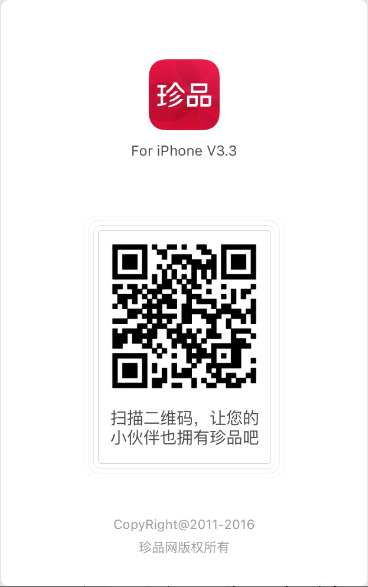 珍品
For iPhone V3.3
扫描二维码，让您的
小伙伴也拥有珍品吧
CopyRight@2011-2016
珍品网版权所有